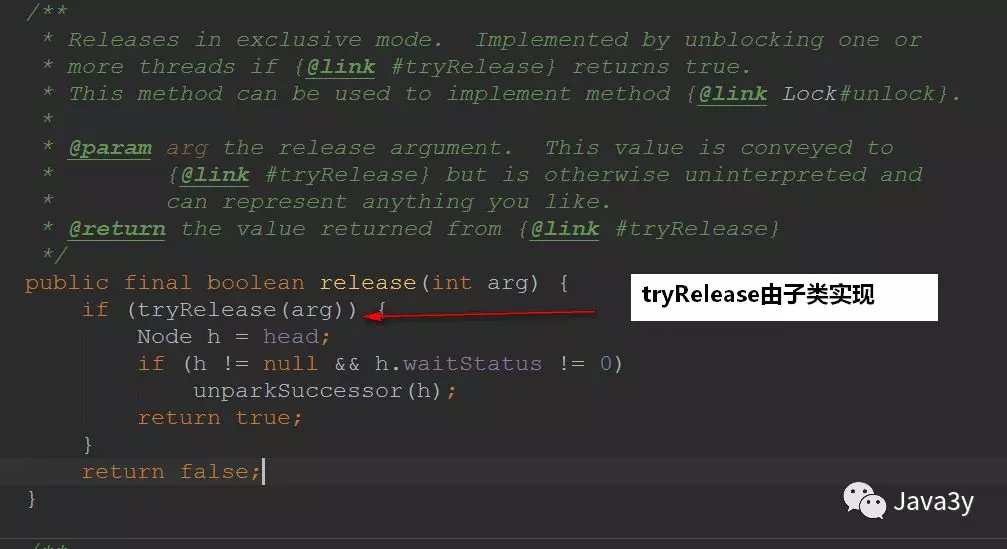 /**
 * Releases in exclusive mode.  Implemented by unblocking one or
 * more threads if {@link #tryRelease} returns true.
 * This method can be used to implement method {@link Lock#unlock}.
 *
 * @param arg the release argument.  This value is conveyed to
 *        {@link #tryRelease} but is otherwise uninterpreted and
 *        can represent anything you like.
 * @return the value returned from {@link #tryRelease}
 */
public final boolean release(int arg) {
tryRelease由子类实现
    if (tryRelease(arg)) {
        Node h = head;
        if (h != null && h.waitStatus != 0)
            unparkSuccessor(h);
        return true;
    }
    return false;
}
Java3y
/**